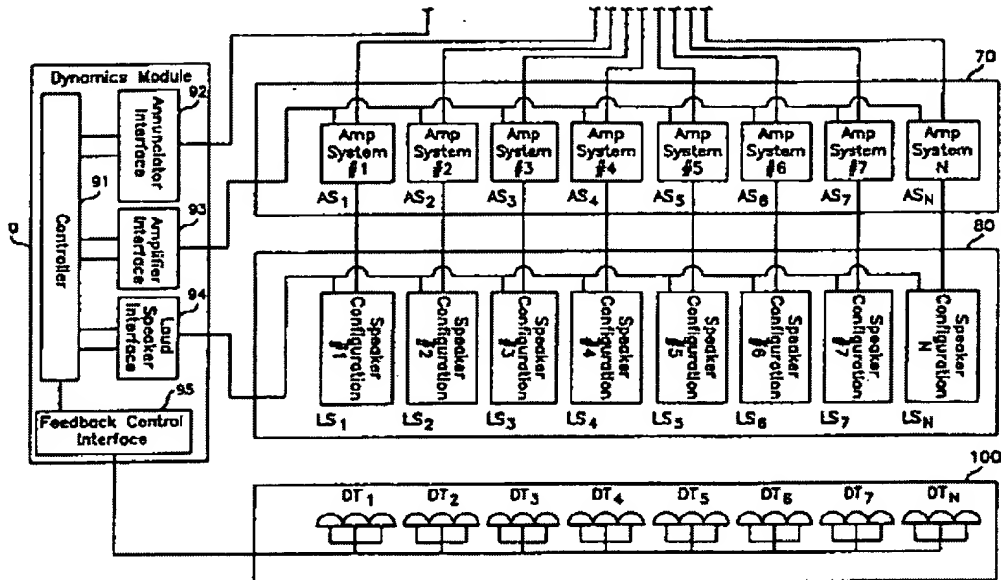 70
Dynamics Module
92
Annunciator
Interface
91
Controller
93
Amplifier
Interface
94
Loud
Speaker
Interface
95
Feedback Control
Interface
Amp
System
#1
Amp
System
#2
Amp
System
#3
Amp
System
#4
Amp
System
#5
Amp
System
#6
Amp
System
#7
Amp
System
N
AS1
AS2
AS3
AS4
AS5
AS6
AS7
ASN
80
Speaker
Configuration
#1
Speaker
Configuration
#2
Speaker
Configuration
#3
Speaker
Configuration
#4
Speaker
Configuration
#5
Speaker
Configuration
#6
Speaker
Configuration
#7
Speaker
Configuration
N
LS1
LS2
LS3
LS4
LS5
LS6
LS7
LSN
100
DT1
DT2
DT3
DT4
DT5
DT6
DT7
DTN